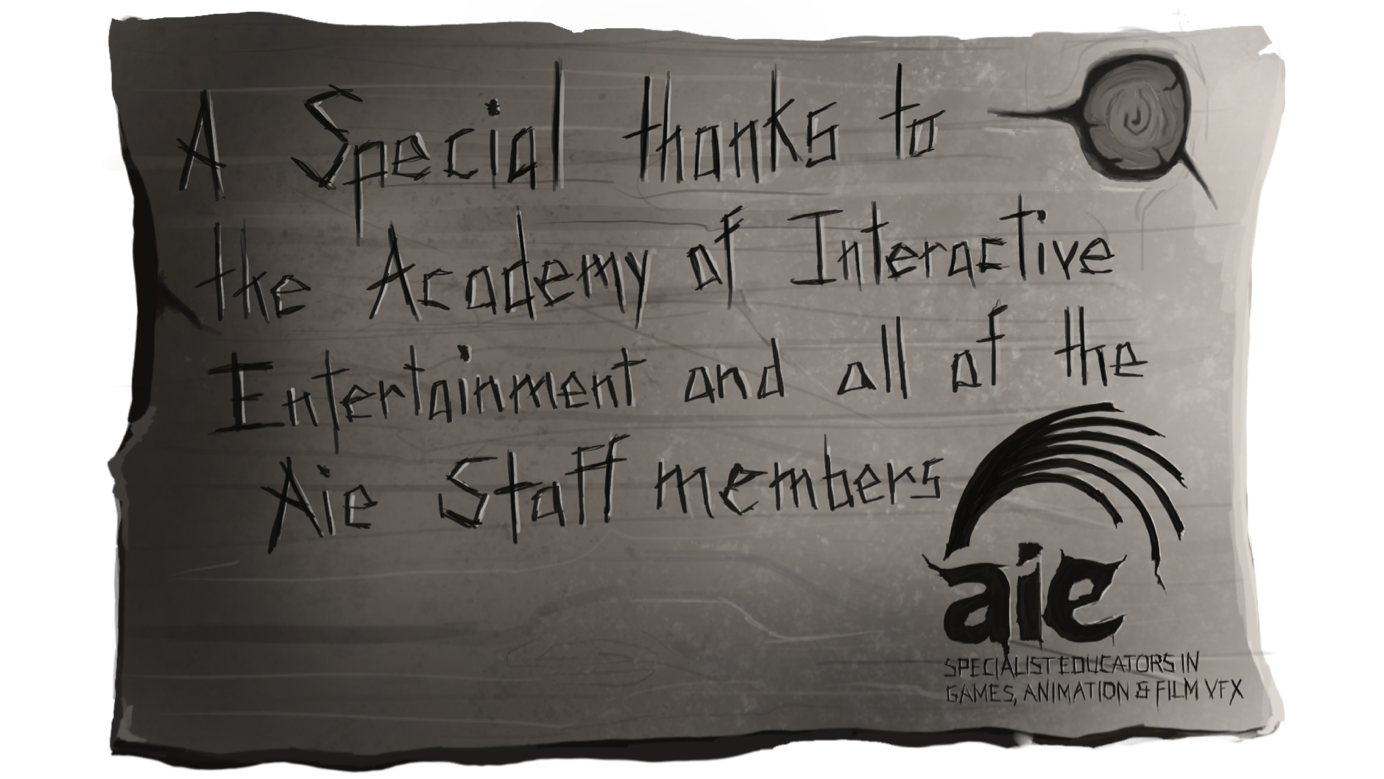 A Special thanks to
the Academy of Interactive
Entertainment and all of the
Aie Staff members
aie
SPECIALIST EDUCATORS IN
GAMES, ANIMATION & FILM VFX